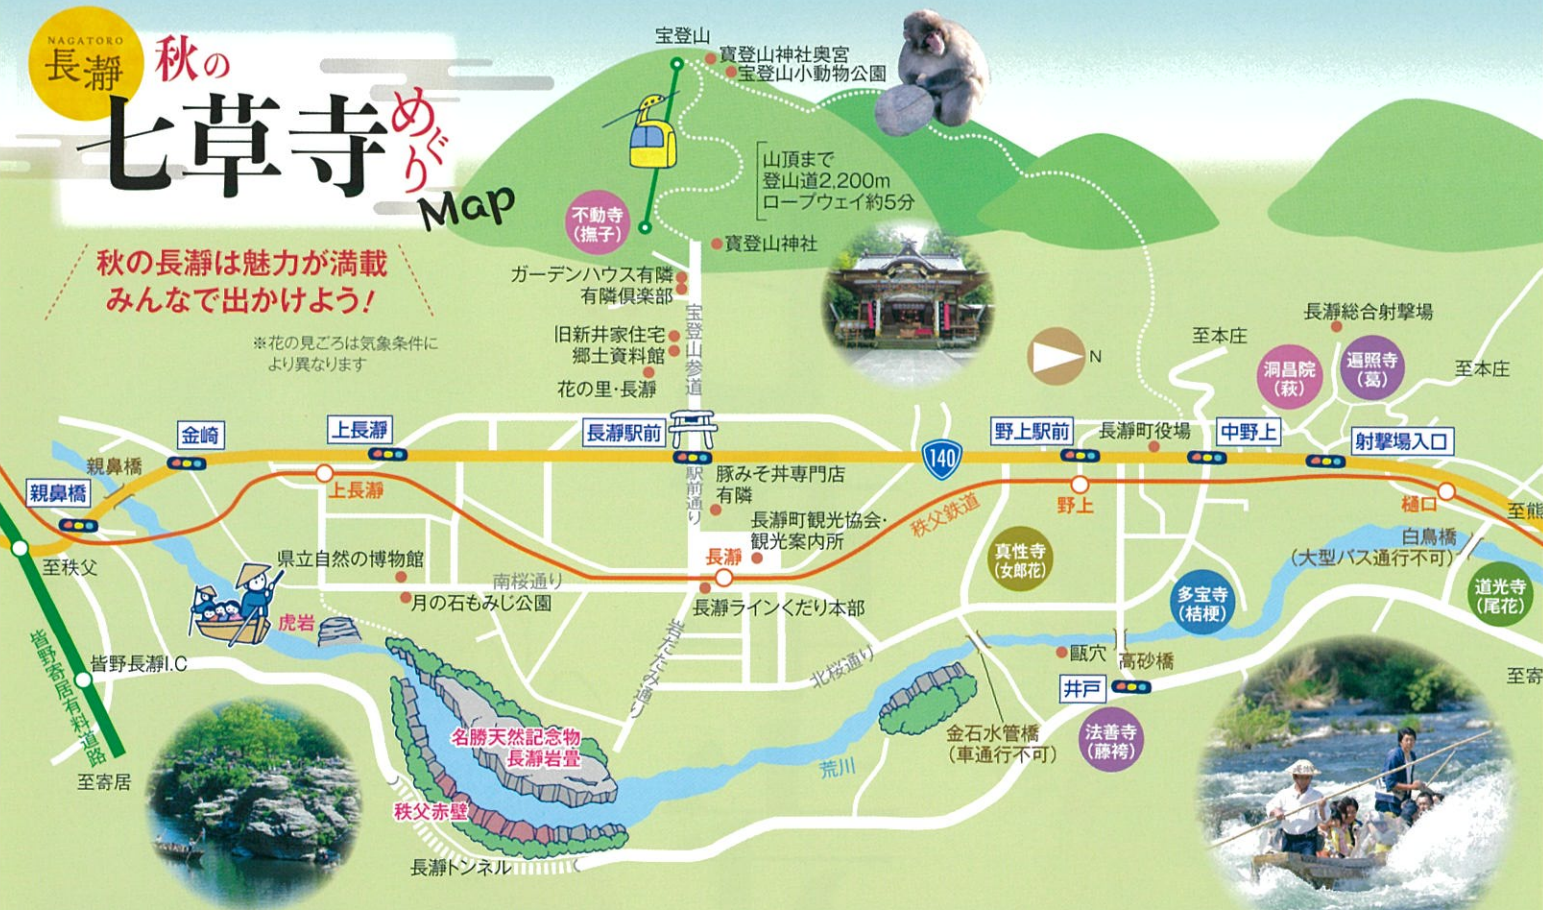 NAGATORO
長瀞
秋の
七草寺
めぐり
Map
秋の長瀞は魅力が満載
みんなで出かけよう!
※花の見ごろは気象条件に
より異なります
宝登山
寶登山神社奥宮
宝登山小動物公園
山頂まで
登山道2,200m
ロープウェイ約5分
不動寺
(撫子)
寶登山神社
ガーデンハウス有隣
有隣倶楽部
旧新井家住宅
郷土資料館
花の里・長瀞
宝登山参道
N
至本庄
長瀞総合射撃場
洞昌院
(萩)
遍照寺
(葛)
至本庄
親鼻橋
親鼻橋
金崎
上長瀞
上長瀞
長瀞駅前
駅前通り
豚みそ丼専門店
有隣
長瀞町観光協会・
観光案内所
長瀞
140
秩父鉄道
野上駅前
野上
長瀞町役場
中野上
射撃場入口
樋口
至熊
白鳥橋
(大型バス通行不可)
至秩父
県立自然の博物館
月の石もみじ公園
南桜通り
長瀞ラインくだり本部
真性寺
(女郎花)
多宝寺
(桔梗)
道光寺
(尾花)
虎岩
岩だたみ通り
北桜通り
甌穴
高砂橋
皆野長瀞I.C
皆野寄居有料道路
至寄居
井戸
至寄
金石水管橋
(車通行不可)
法善寺
(藤袴)
荒川
名勝天然記念物
長瀞岩畳
秩父赤壁
長瀞トンネル